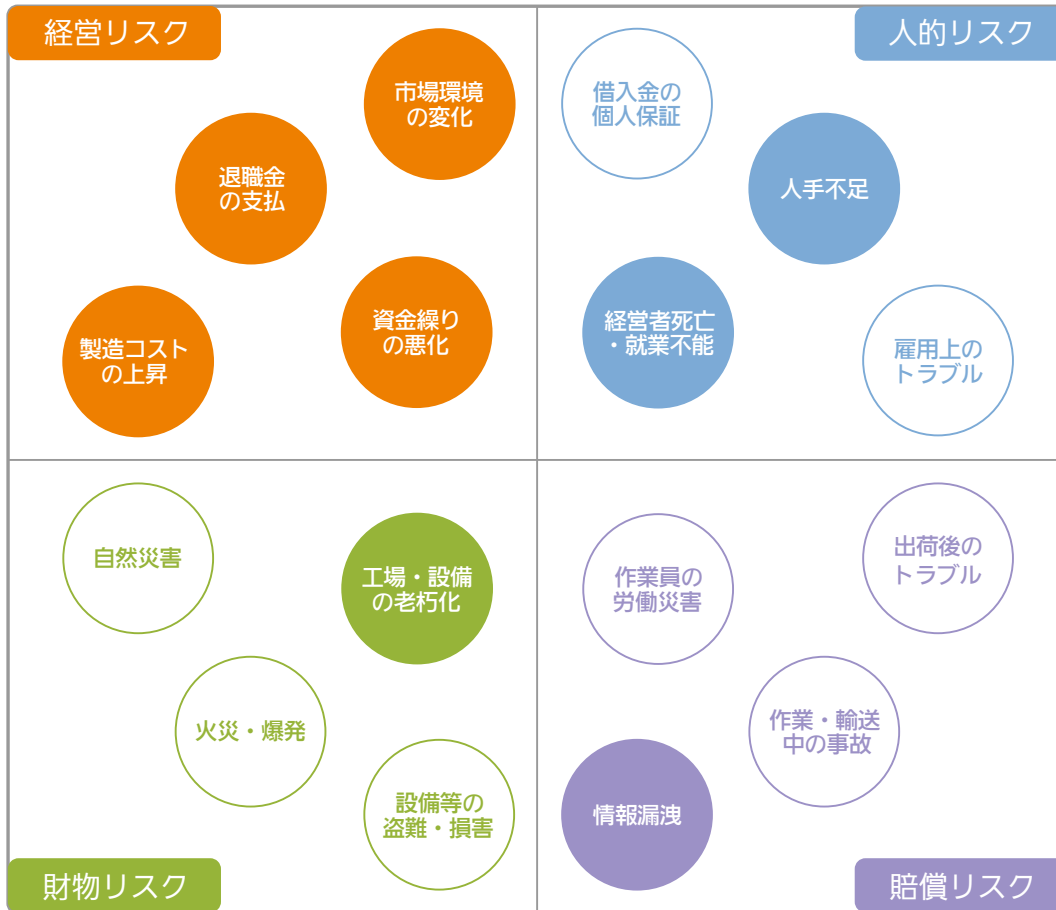 経営リスク
市場環境
の変化
退職金
の支払
製造コスト
の上昇
資金繰り
の悪化
人的リスク
借入金の
個人保証
人手不足
経営者死亡
・就業不能
雇用上の
トラブル
自然災害
工場・設備
の老朽化
火災・爆発
設備等の
盗難・損害
財物リスク
作業員の
労働災害
出荷後の
トラブル
作業・輸送
中の事故
情報漏洩
賠償リスク